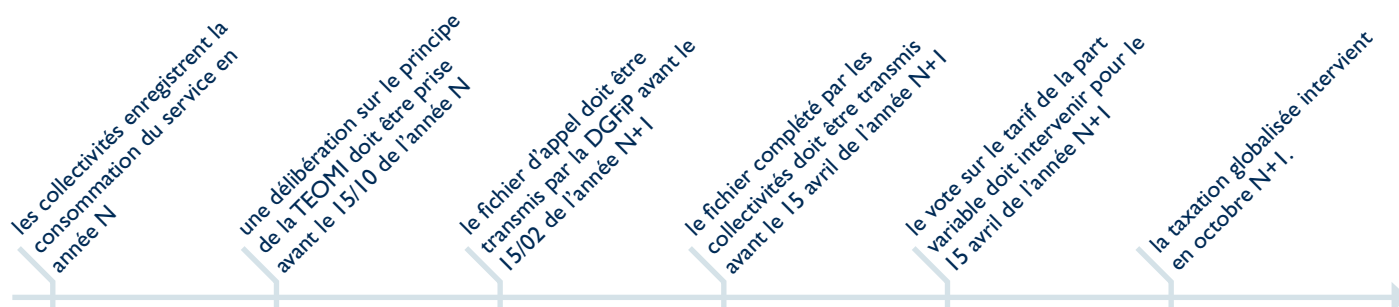 les collectivités enregistrent la
consommation du service en
année N
une délibération sur le principe
de la TEOMI doit être prise
avant le 15/10 de l'année N
le fichier d'appel doit être
transmis par la DGFiP avant le
15/02 de l'année N+1
le fichier complété par les
collectivités doit être transmis
avant le 15 avril de l'année N+1
le vote sur le tarif de la part
variable doit intervenir pour le
15 avril de l'année N+1
la taxation globalisée intervient
en octobre N+1.